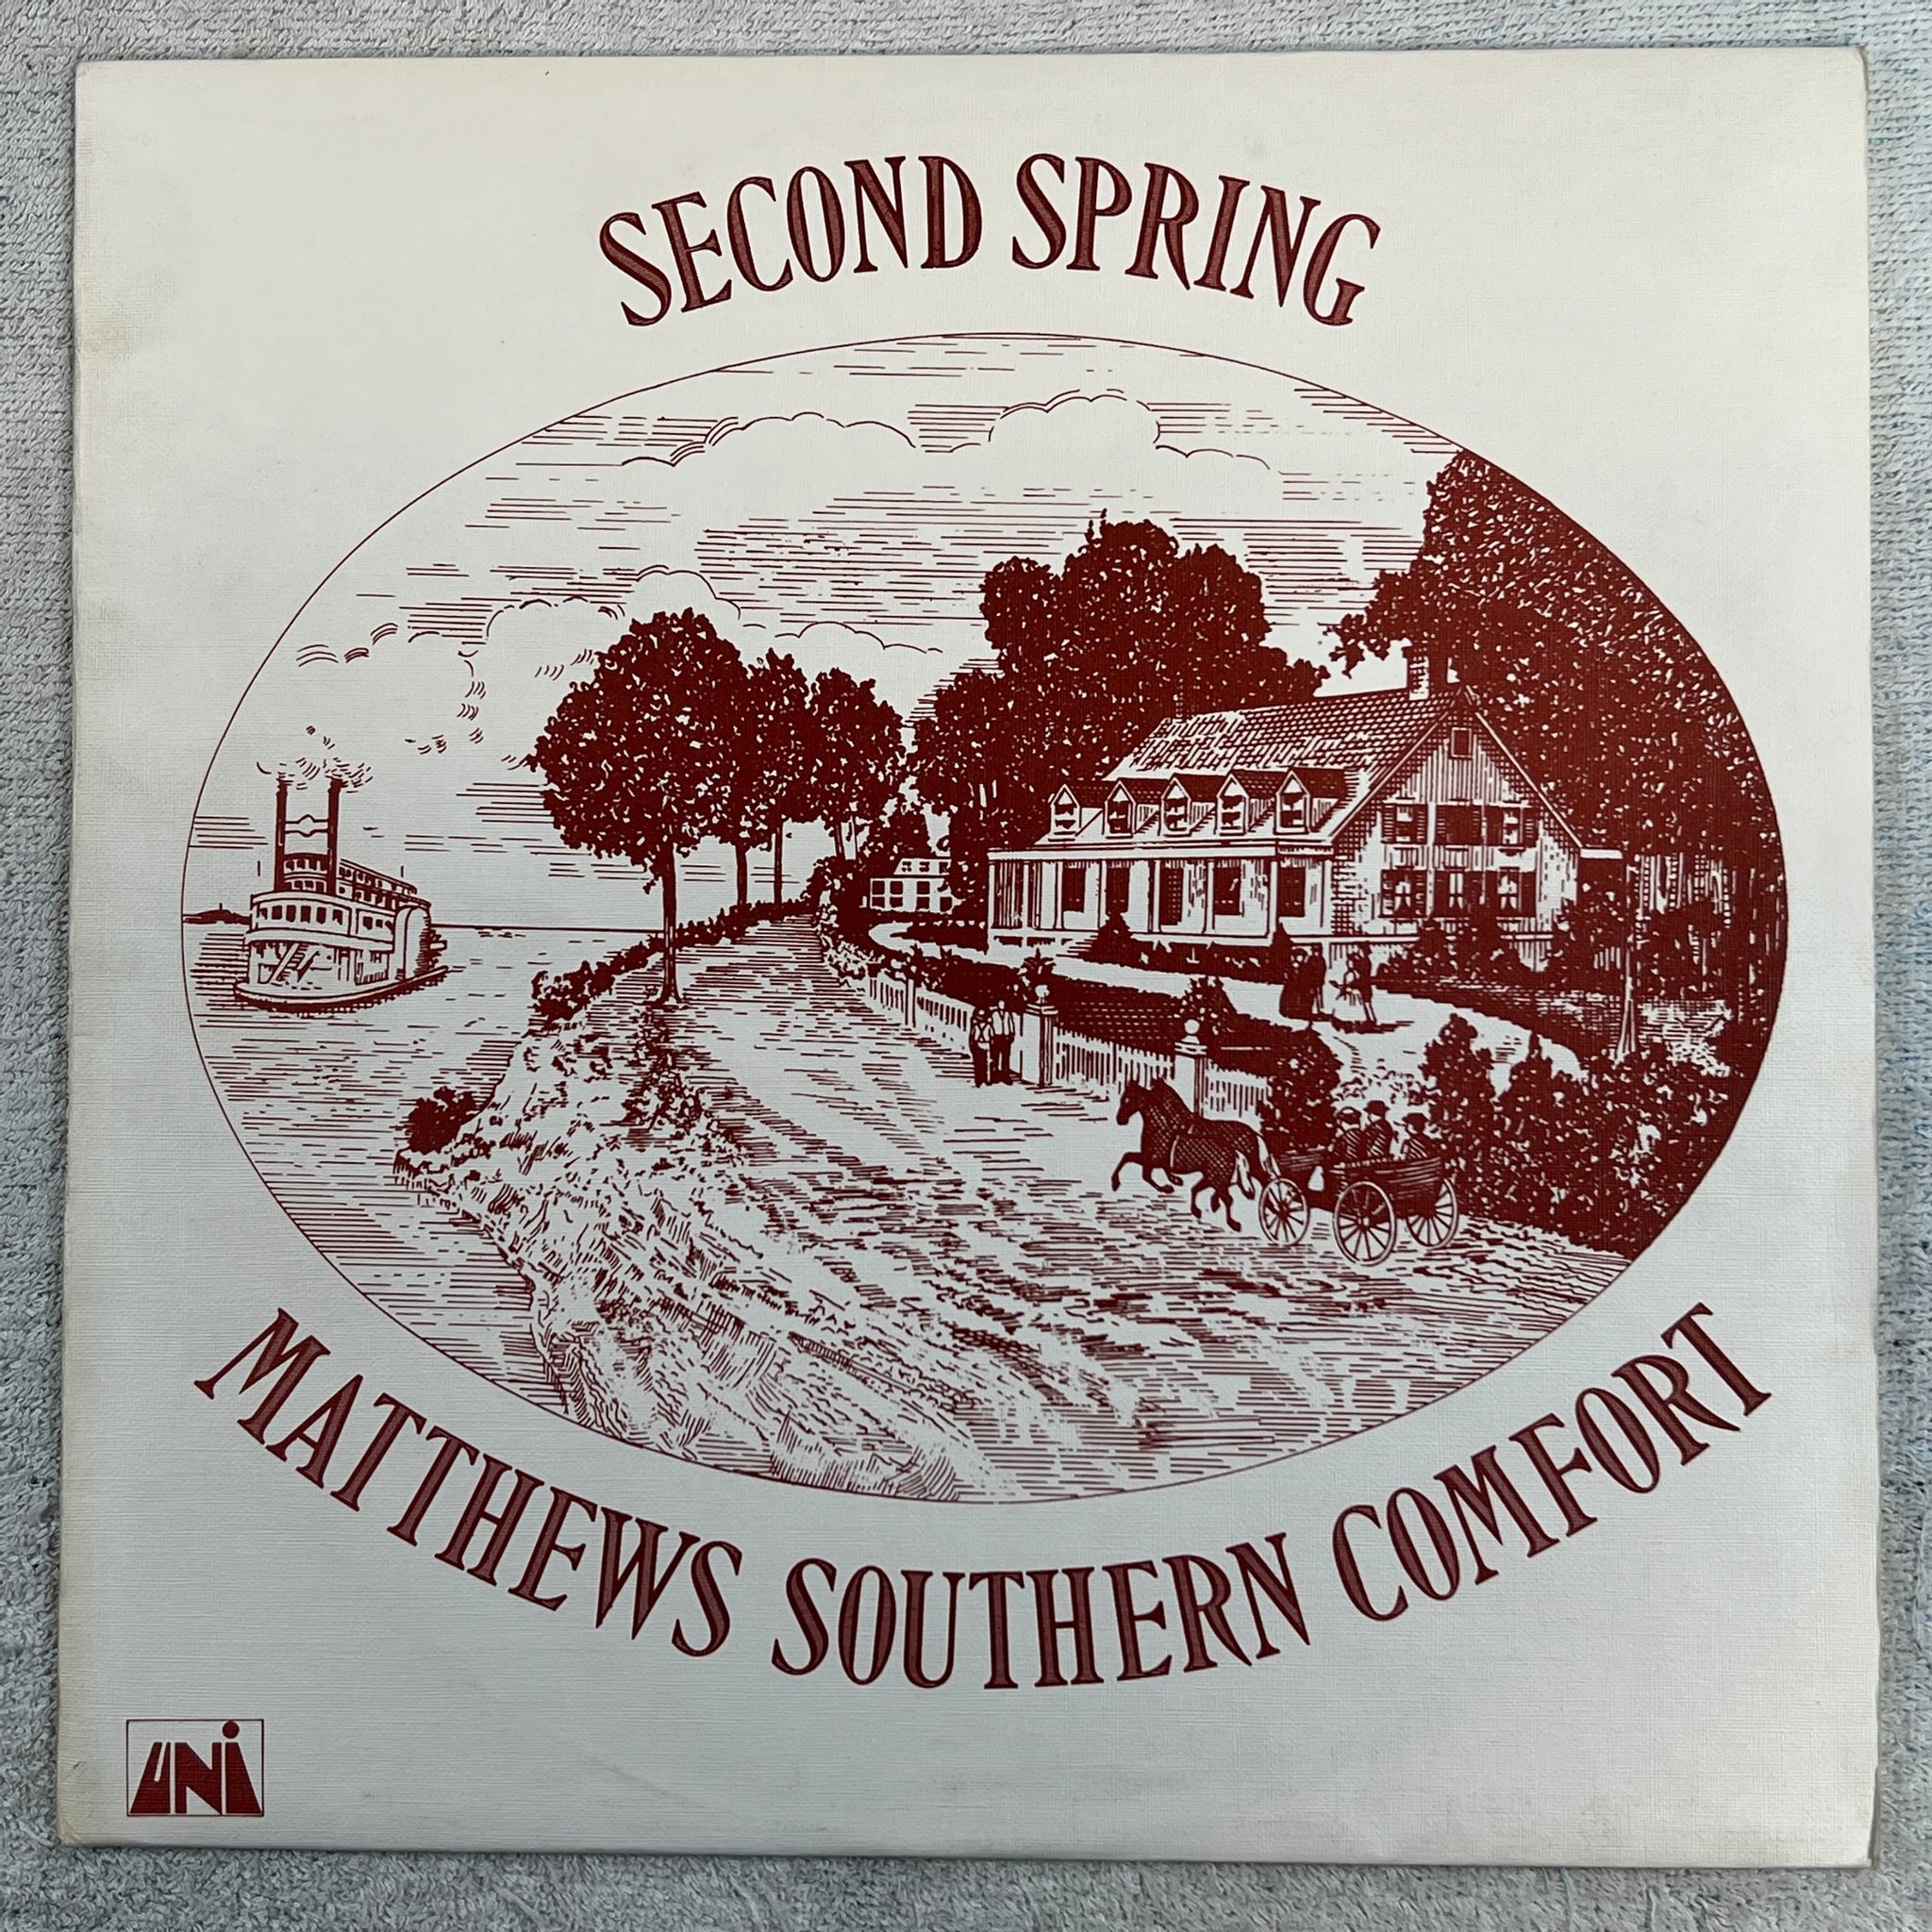 SECOND SPRING
MATTHEWS SOUTHERN COMFORT
UNi